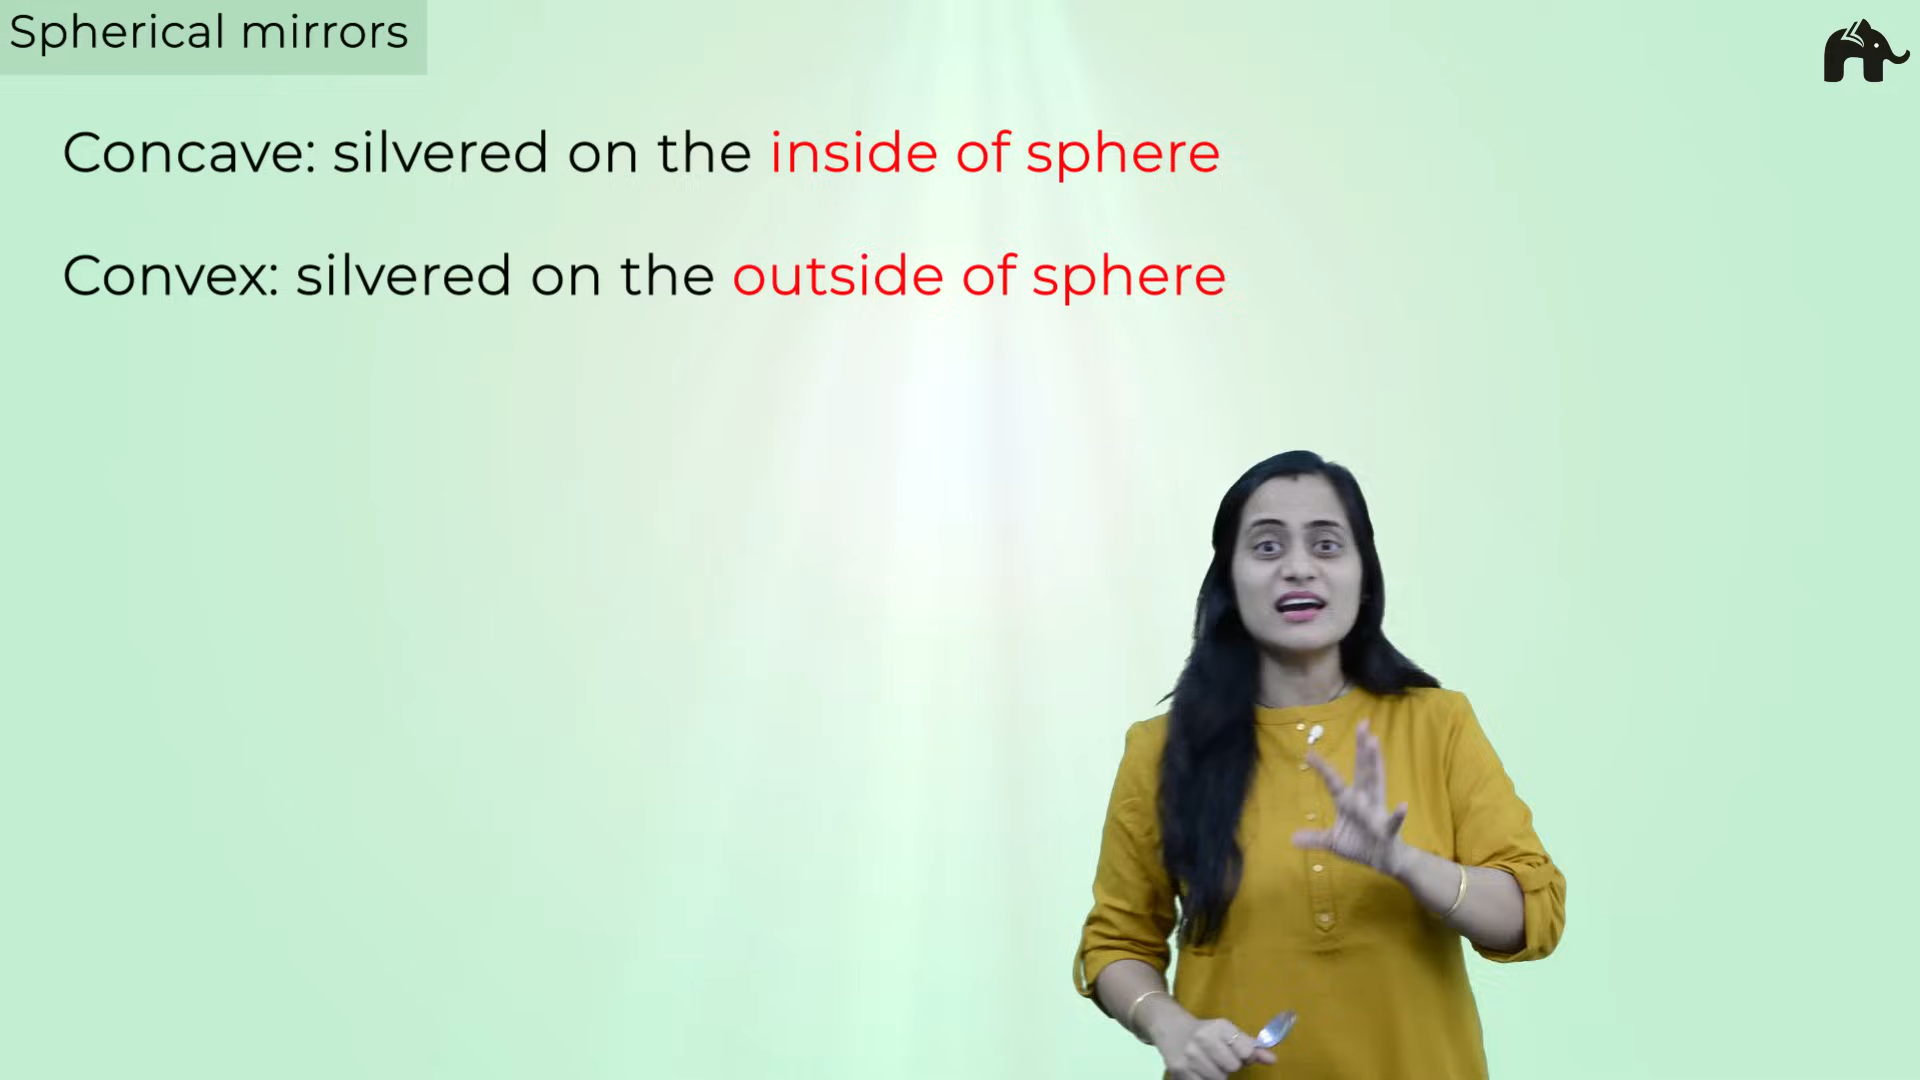 Spherical mirrors
Concave: silvered on the inside of sphere
Convex: silvered on the outside of sphere